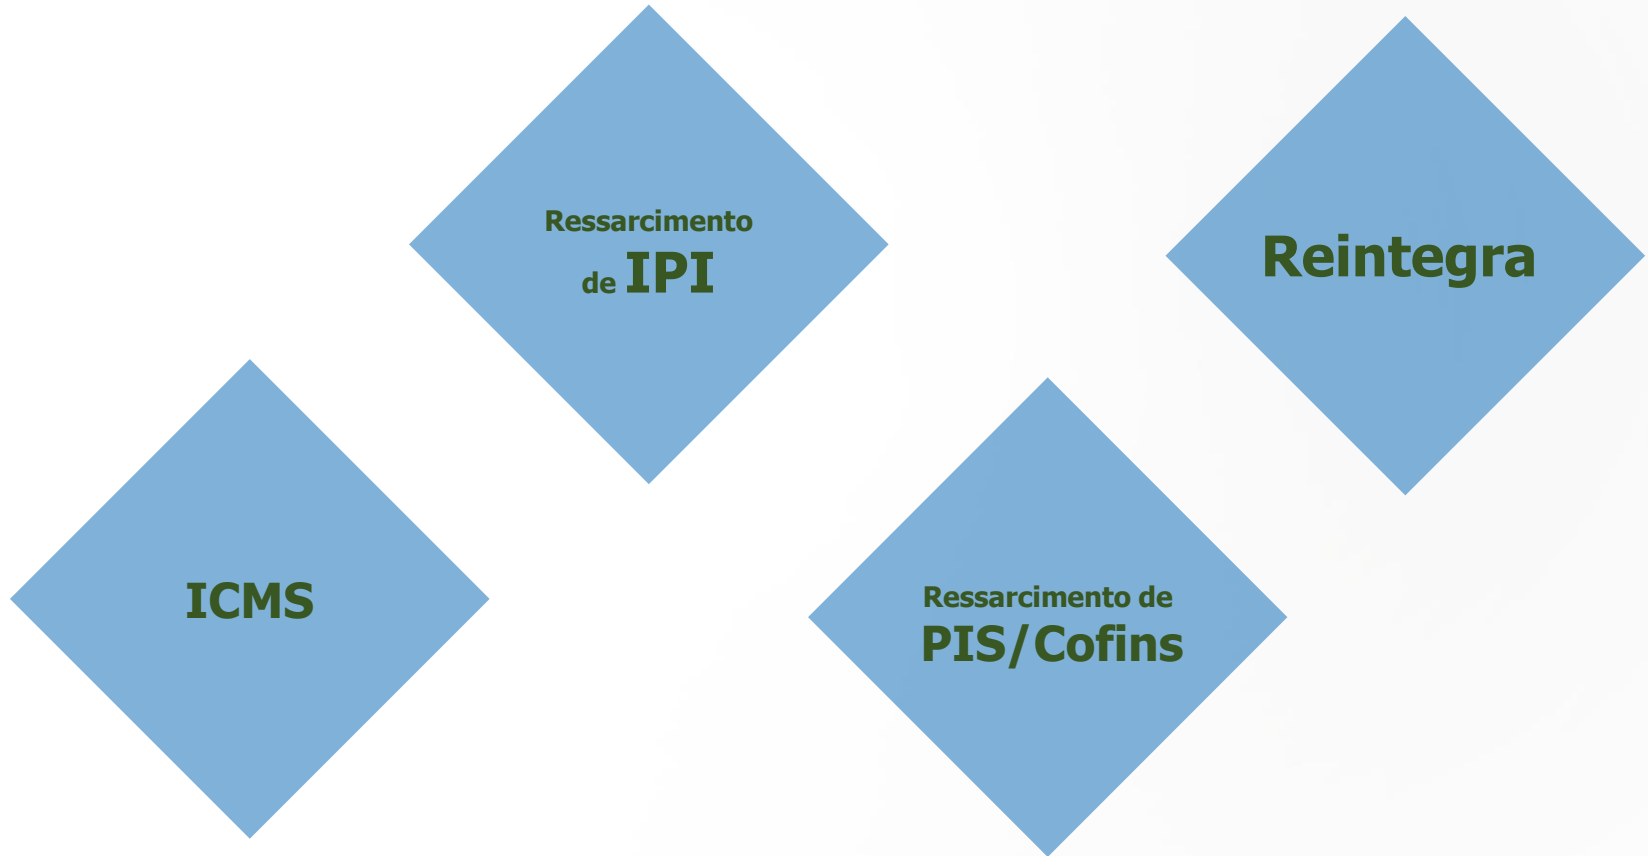 Ressarcimento
de IPI
Reintegra
ICMS
Ressarcimento de
PIS/Cofins